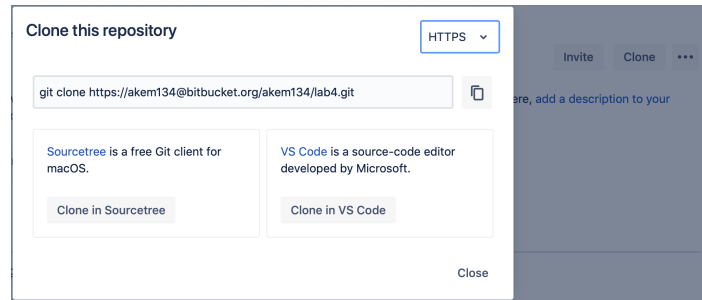 Clone this repository
HTTPS
Invite
Clone
git clone https://akem134@bitbucket.org/akem134/lab4.git
ere, add a description to your
Sourcetree is a free Git client for
macOS.
Clone in Sourcetree
VS Code is a source-code editor
developed by Microsoft.
Clone in VS Code
Close